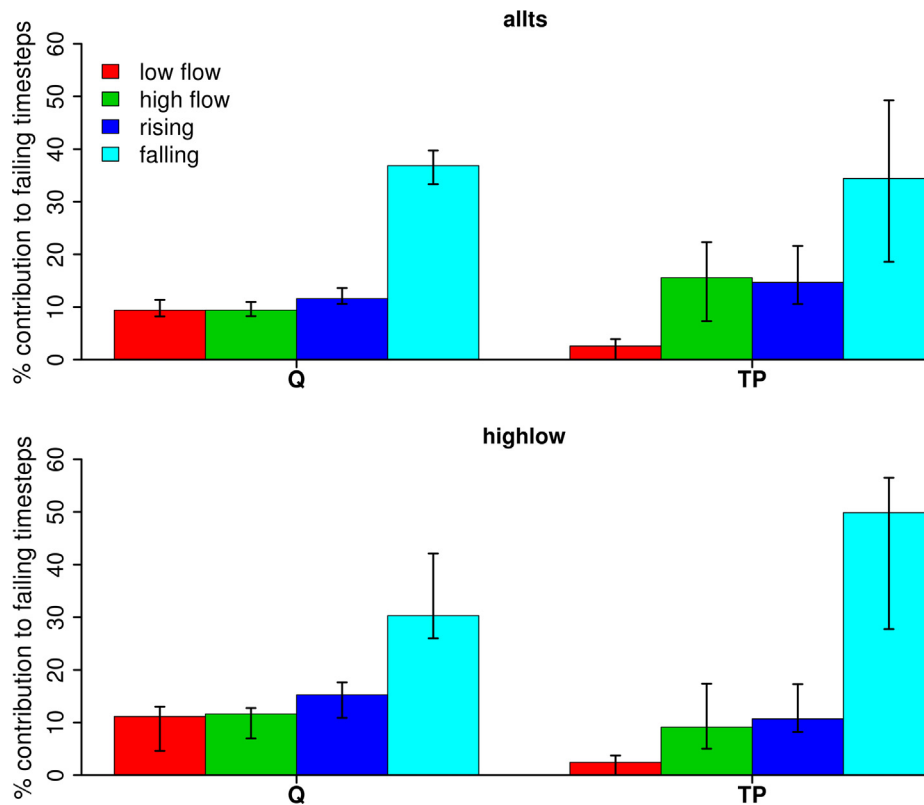 allts
% contribution to failing timesteps
60
50
40
30
20
10
0
low flow
high flow
rising
falling
Q
TP
highlow
% contribution to failing timesteps
60
50
40
30
20
10
0
Q
TP